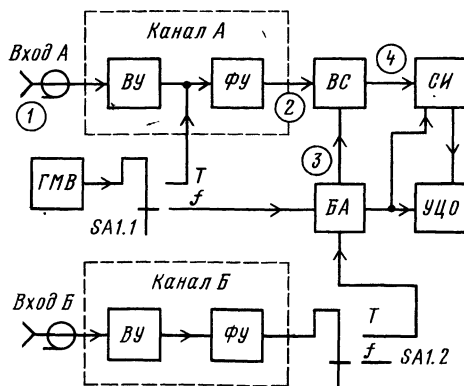 Канал А
Вход А
ВУ
ФУ
ВС
4
СИ
1
2
3
ГМВ
T
f
SA1.1
БА
УЦО
Канал Б
Вход Б
ВУ
ФУ
T
f
SA1.2